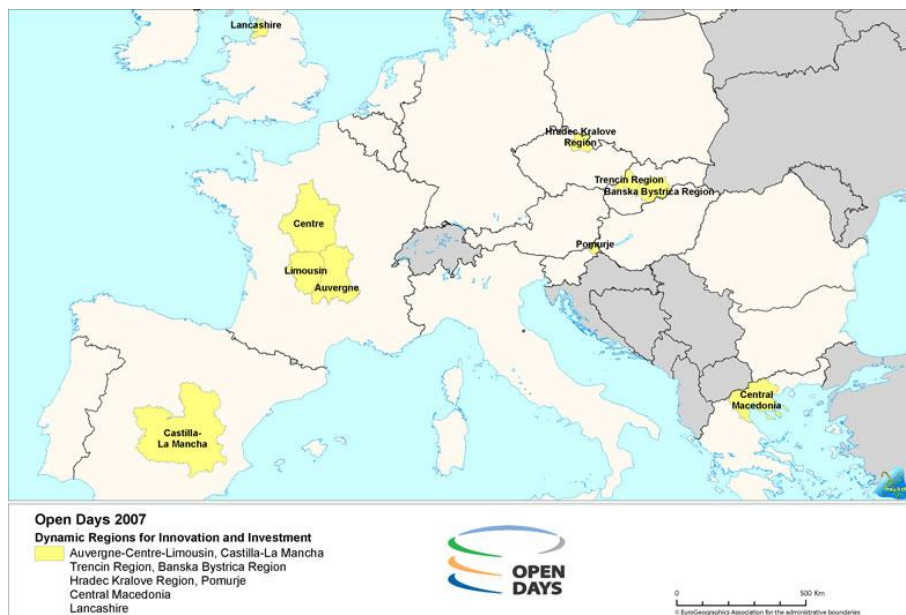 Lancashire
Hradec Kralove
Region
Trencin Region
Banska Bystrica Region
Centre
Pomurje
Limousin
Auvergne
Central
Macedonia
Castilla-
La Mancha
Open Days 2007
Dynamic Regions for Innovation and Investment
Auvergne-Centre-Limousin, Castilla-La Mancha
Trencin Region, Banska Bystrica Region
Hradec Kralove Region, Pomurje
Central Macedonia
Lancashire
OPEN
DAYS
0 500 Km
© EuroGeographics Association for the administrative boundaries